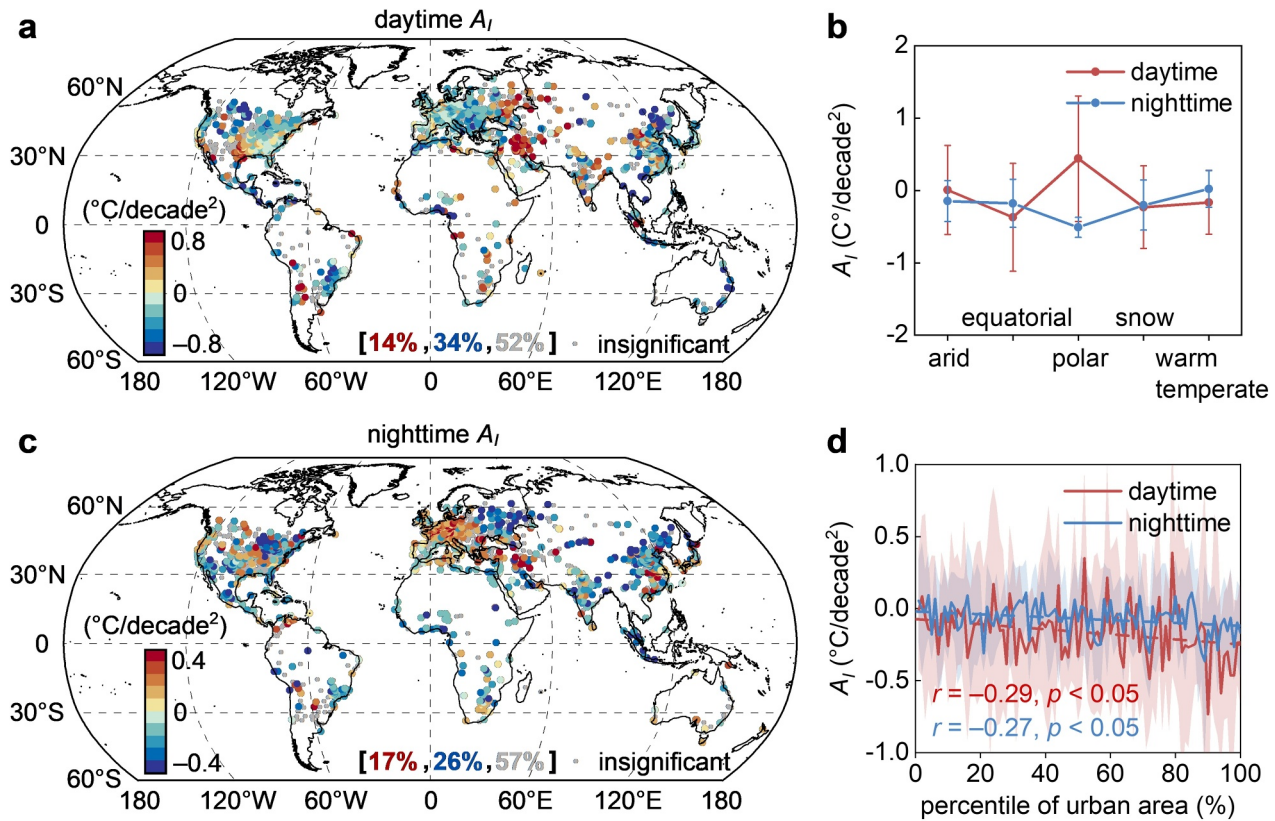 a
daytime A_I
60°N
30°N
0
30°S
60°S
(°C/decade²)
0.8
0
–0.8
[14%, 34%, 52%] insignificant
180 120°W 60°W 0 60°E 120°E 180
b
2
1
0
-1
-2
A_I (C°/decade²)
daytime
nighttime
equatorial snow
arid polar warm
temperate
c
nighttime A_I
60°N
30°N
0
30°S
60°S
(°C/decade²)
0.4
0
–0.4
[17%, 26%, 57%] insignificant
180 120°W 60°W 0 60°E 120°E 180
d
1.0
0.5
0.0
-0.5
-1.0
A_I (°C/decade²)
daytime
nighttime
r = –0.29, p < 0.05
r = –0.27, p < 0.05
0 20 40 60 80 100
percentile of urban area (%)